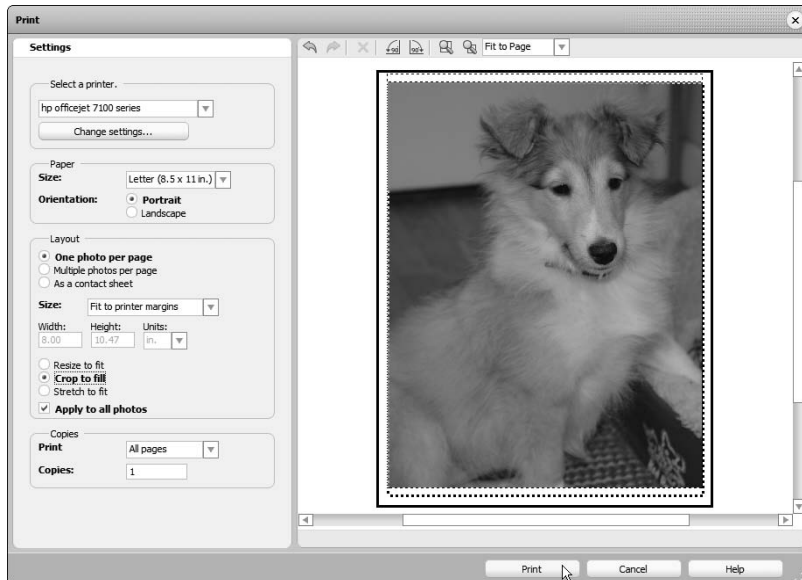 Print
Settings
Select a printer.
hp officejet 7100 series
Change settings...
Paper
Size: Letter (8.5 x 11 in.)
Orientation: Portrait
Landscape
Layout
One photo per page
Multiple photos per page
As a contact sheet
Size: Fit to printer margins
Width: Height: Units:
8.00 10.47 in.
Resize to fit
Crop to fill
Stretch to fit
Apply to all photos
Copies
Print All pages
Copies: 1
Fit to Page
Print Cancel Help